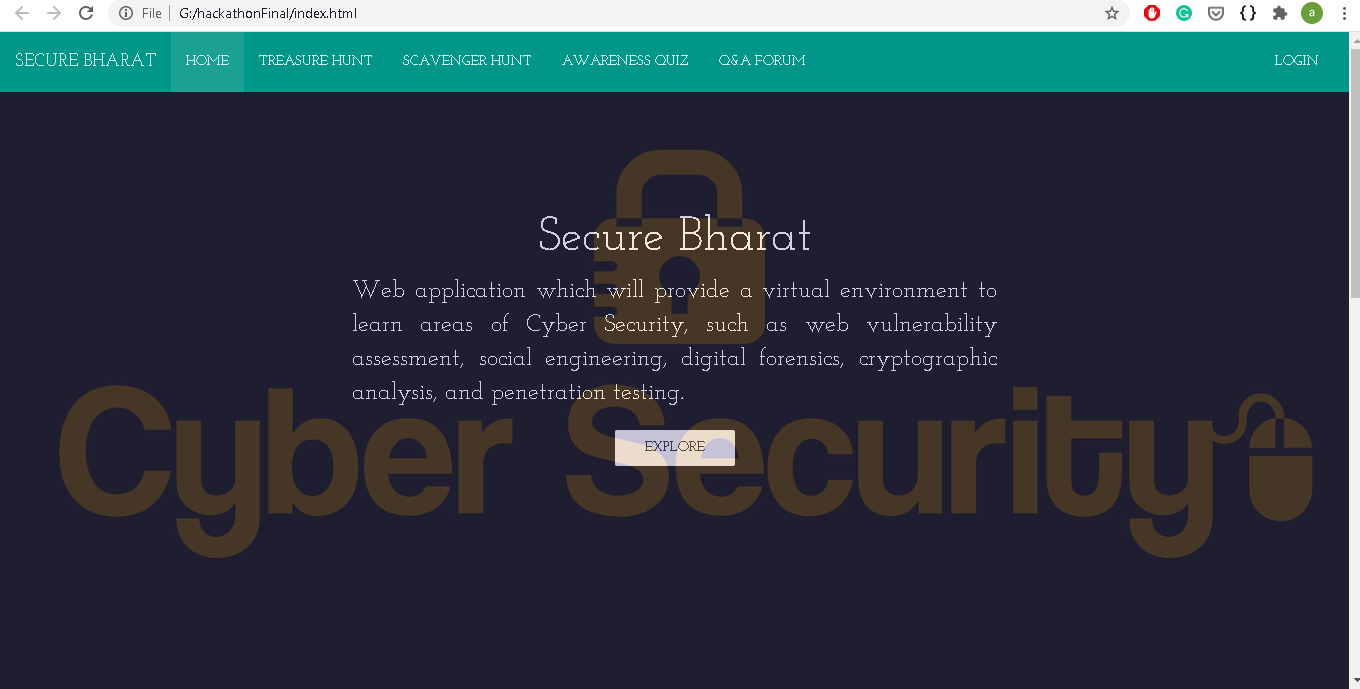 File G:/hackathonFinal/index.html
a
SECURE BHARAT HOME TREASURE HUNT SCAVENGER HUNT AWARENESS QUIZ Q&A FORUM LOGIN
Secure Bharat
Web application which will provide a virtual environment to
learn areas of Cyber Security, such as web vulnerability
assessment, social engineering, digital forensics, cryptographic
analysis, and penetration testing.
EXPLORE
Cyber Security